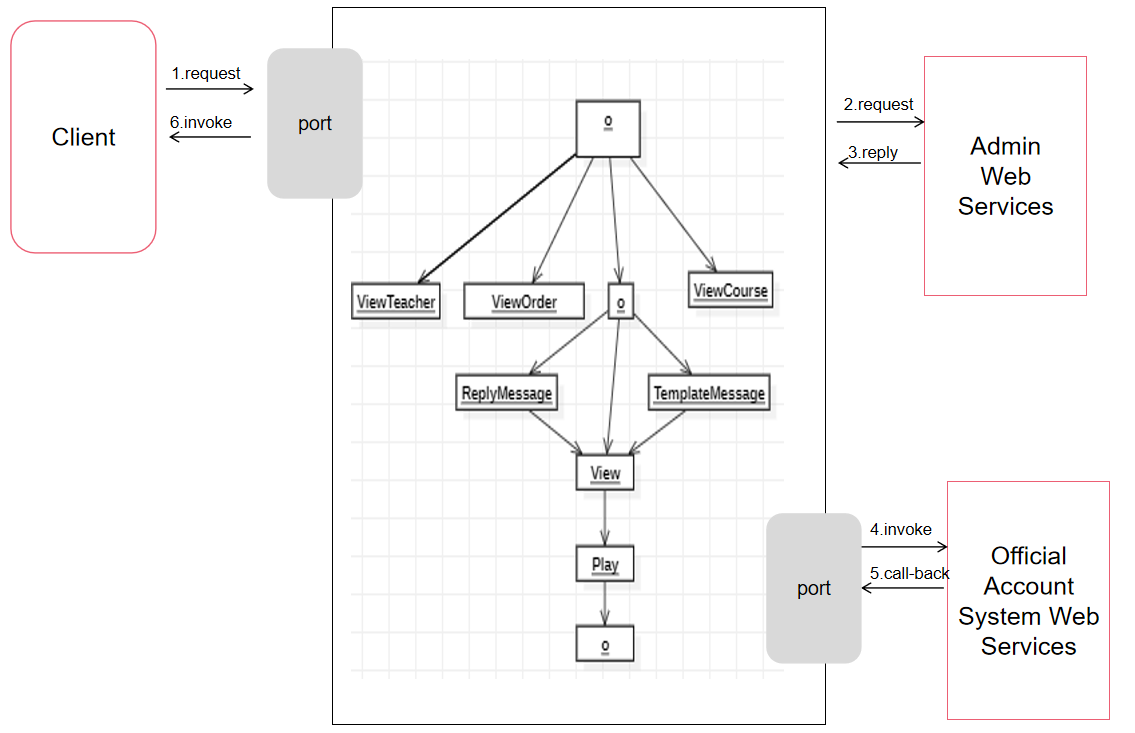 Client
1.request
6.invoke
port
o
ViewTeacher
ViewOrder
o
ViewCourse
ReplyMessage
TemplateMessage
View
Play
o
2.request
3.reply
Admin
Web
Services
port
4.invoke
5.call-back
Official
Account
System Web
Services